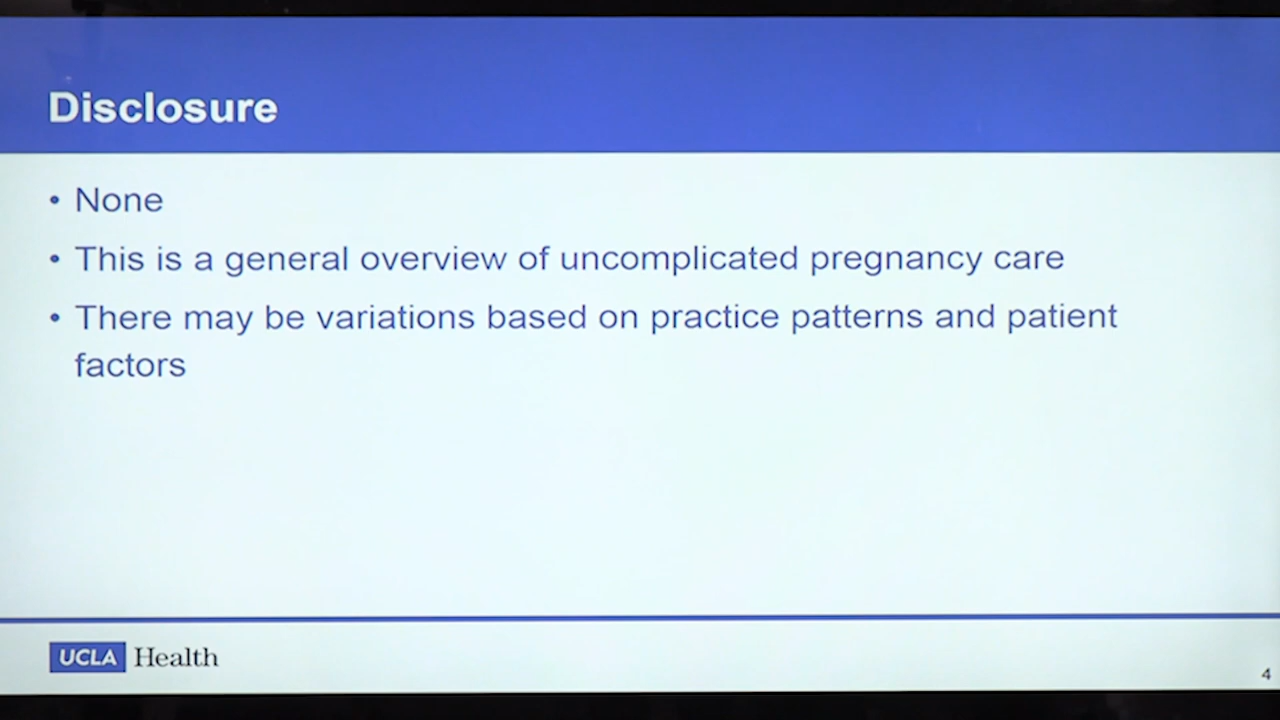 Disclosure
• None
• This is a general overview of uncomplicated pregnancy care
• There may be variations based on practice patterns and patient
factors
UCLA Health
4